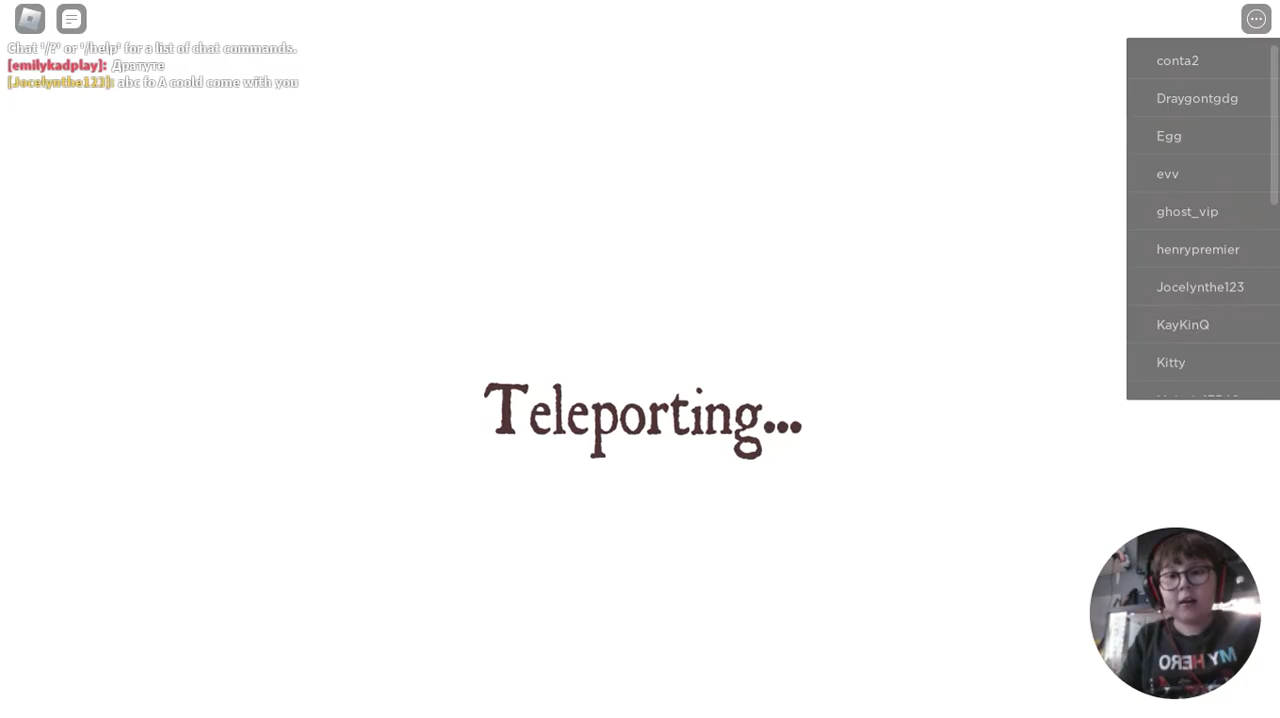 Chat '/?' or '/help' for a list of chat commands.
[emilykadplay]: Дратуте
[Jocelynthe123]: abc fo A coold come with you
conta2
Draygontgdg
Egg
evv
ghost_vip
henrypremier
Jocelynthe123
KayKinQ
Kitty
Teleporting...
MY HERO